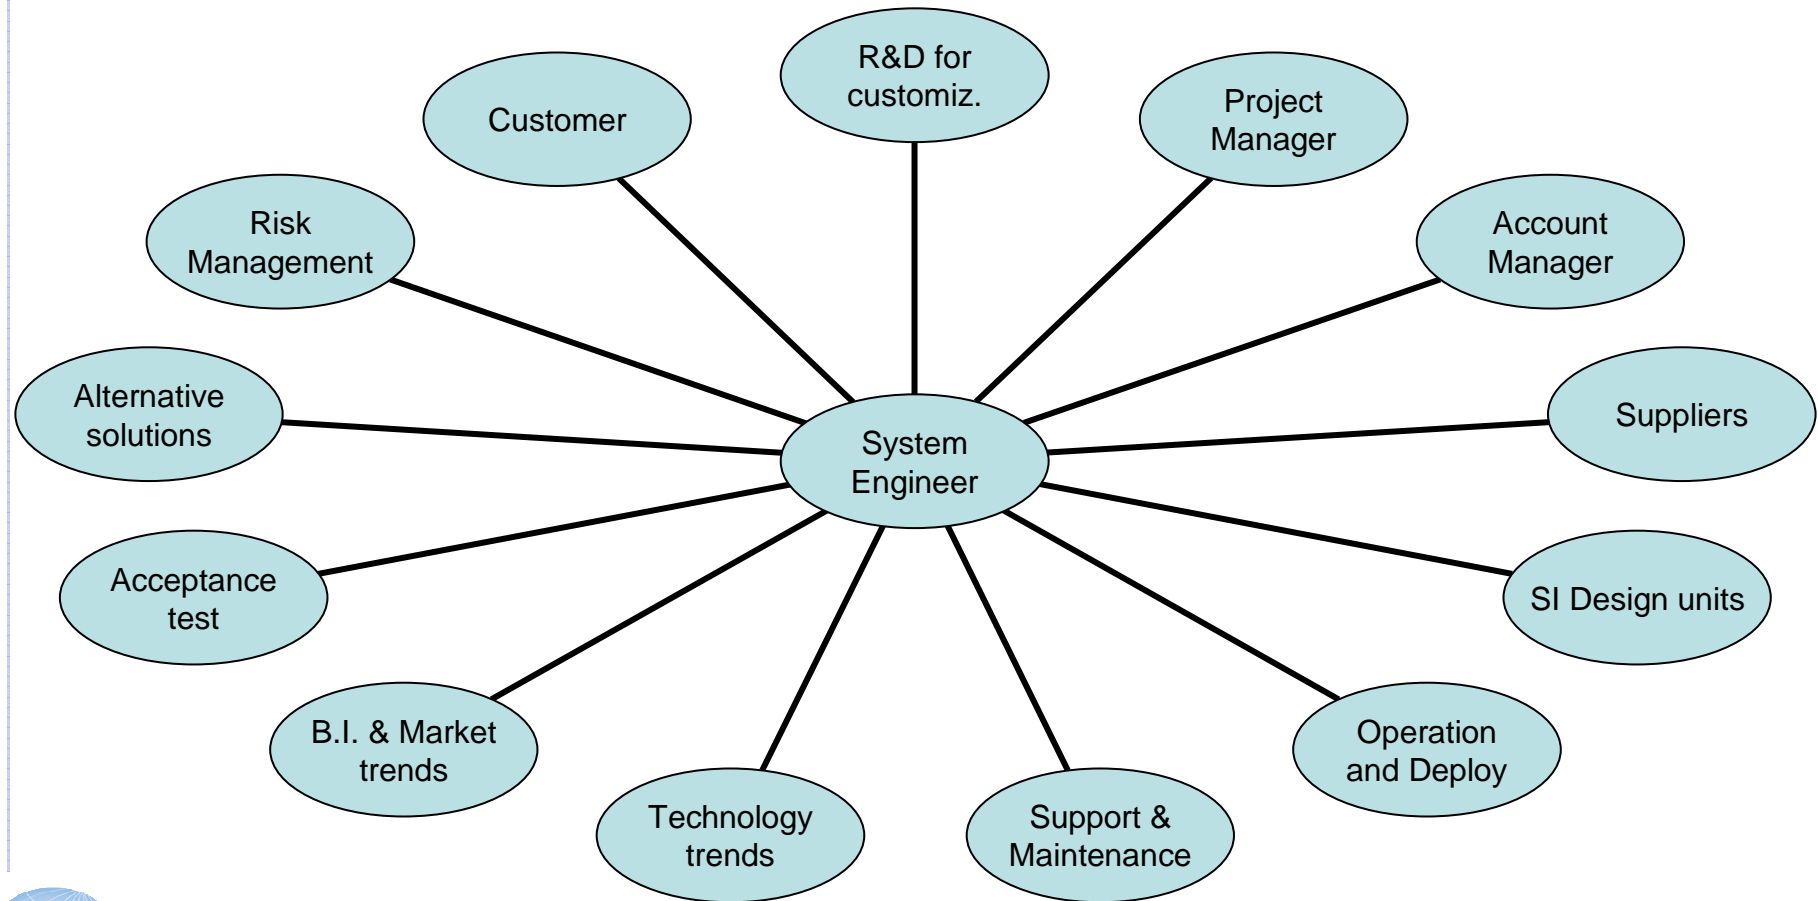 R&D for
customiz.
Customer
Project
Manager
Risk
Management
Account
Manager
Alternative
solutions
Suppliers
System
Engineer
Acceptance
test
SI Design units
B.I. & Market
trends
Operation
and Deploy
Technology
trends
Support &
Maintenance